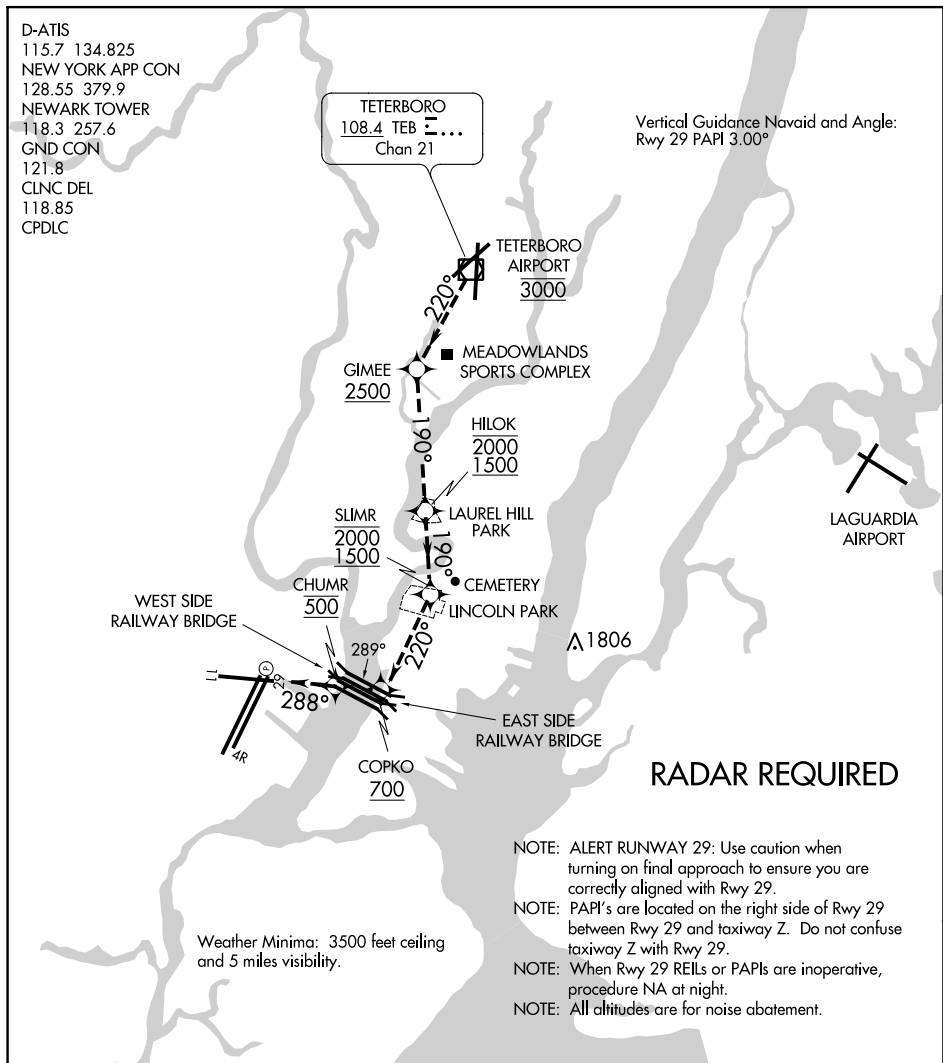 D-ATIS
115.7 134.825
NEW YORK APP CON
128.55 379.9
NEWARK TOWER
118.3 257.6
GND CON
121.8
CLNC DEL
118.85
CPDLC
TETERBORO
108.4 TEB
Chan 21
Vertical Guidance Navaid and Angle:
Rwy 29 PAPI 3.00°
TETERBORO
AIRPORT
3000
220°
MEADOWLANDS
SPORTS COMPLEX
GIMEE
2500
190°
HILOK
2000
1500
LAUREL HILL
PARK
LAGUARDIA
AIRPORT
SLIMR
2000
1500
190°
CEMETERY
LINCOLN PARK
CHUMR
500
WEST SIDE
RAILWAY BRIDGE
220°
1806
289°
P
11
29
288°
4R
EAST SIDE
RAILWAY BRIDGE
COPKO
700
RADAR REQUIRED
NOTE: ALERT RUNWAY 29: Use caution when
turning on final approach to ensure you are
correctly aligned with Rwy 29.
NOTE: PAPI's are located on the right side of Rwy 29
between Rwy 29 and taxiway Z. Do not confuse
taxiway Z with Rwy 29.
NOTE: When Rwy 29 REILs or PAPIs are inoperative,
procedure NA at night.
NOTE: All altitudes are for noise abatement.
Weather Minima: 3500 feet ceiling
and 5 miles visibility.